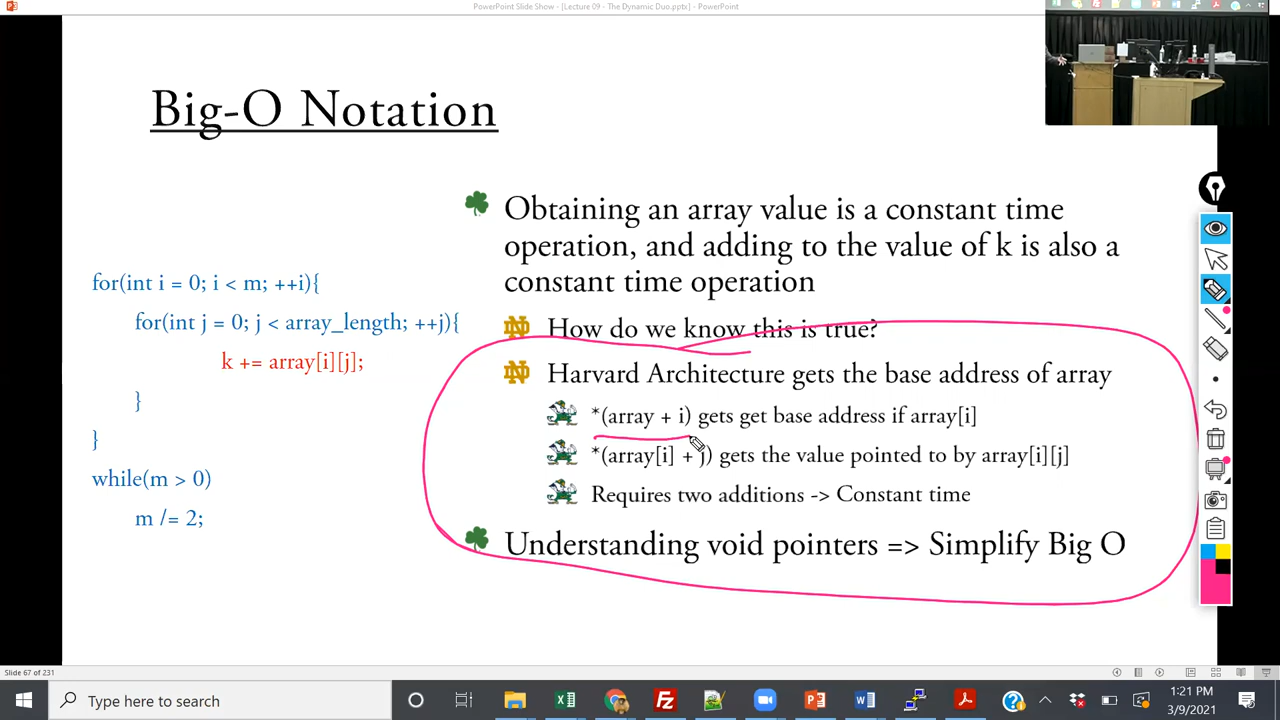 PowerPoint Slide Show - [Lecture 09 - The Dynamic Duo.pptx] - PowerPoint
Big-O Notation
Obtaining an array value is a constant time
operation, and adding to the value of k is also a
constant time operation
How do we know this is true?
Harvard Architecture gets the base address of array
*(array + i) gets get base address if array[i]
*(array[i] + j) gets the value pointed to by array[i][j]
Requires two additions -> Constant time
Understanding void pointers => Simplify Big O
for(int i = 0; i < m; ++i){
for(int j = 0; j < array_length; ++j){
k += array[i][j];
}
}
while(m > 0)
m /= 2;
Slide 67 of 231
Type here to search
1:21 PM
3/9/2021